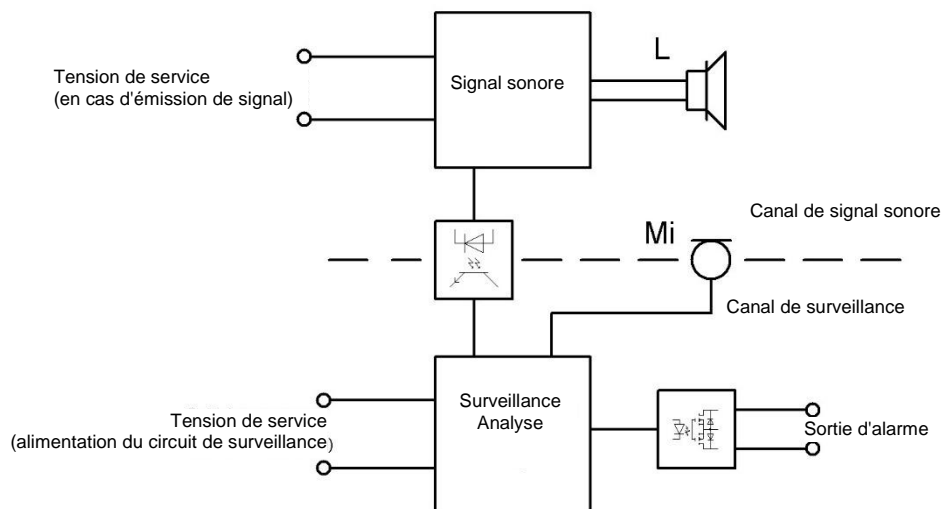 Tension de service
(en cas d'émission de signal)
Signal sonore
L
Canal de signal sonore
Mi
Canal de surveillance
Tension de service
(alimentation du circuit de surveillance)
Surveillance
Analyse
Sortie d'alarme